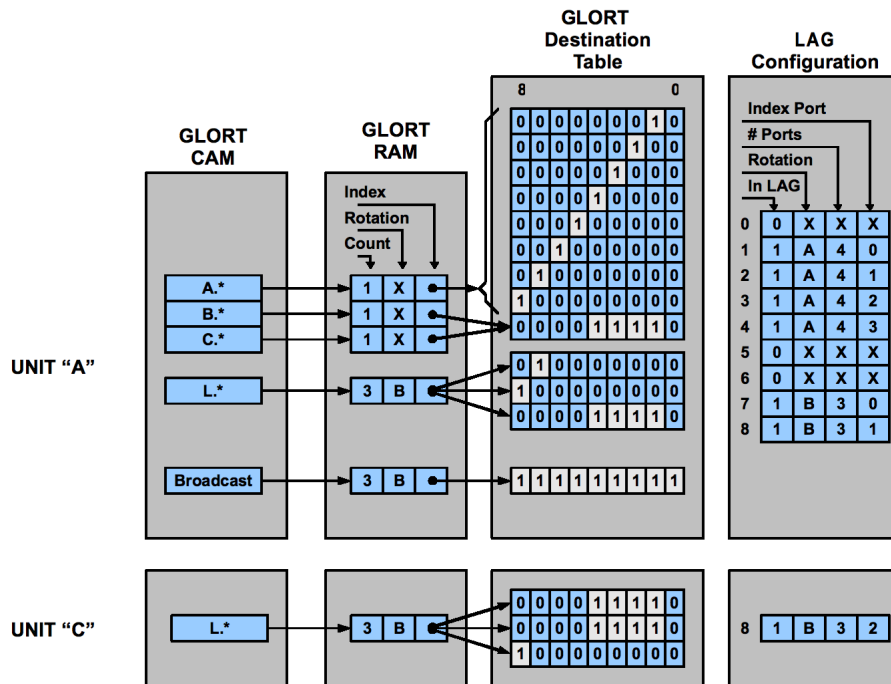 GLORT
CAM
GLORT
RAM
GLORT
Destination
Table
LAG
Configuration
8 0
Index
Rotation
Count
Index Port
# Ports
Rotation
In LAG
0 0 0 0 0 0 0 1 0
0 0 0 0 0 0 1 0 0
0 0 0 0 0 1 0 0 0
0 0 0 0 1 0 0 0 0
0 0 0 1 0 0 0 0 0
0 0 1 0 0 0 0 0 0
0 1 0 0 0 0 0 0 0
1 0 0 0 0 0 0 0 0
0 0 0 0 1 1 1 1 0
0 0 X X X
1 1 A 4 0
2 1 A 4 1
3 1 A 4 2
4 1 A 4 3
5 0 X X X
6 0 X X X
7 1 B 3 0
8 1 B 3 1
A.* 1 X
B.* 1 X
C.* 1 X
UNIT “A”
L.* 3 B
0 1 0 0 0 0 0 0 0
1 0 0 0 0 0 0 0 0
0 0 0 0 1 1 1 1 0
Broadcast 3 B 1 1 1 1 1 1 1 1 1
UNIT “C”
L.* 3 B
0 0 0 0 1 1 1 1 0
0 0 0 0 1 1 1 1 0
1 0 0 0 0 0 0 0 0
8 1 B 3 2